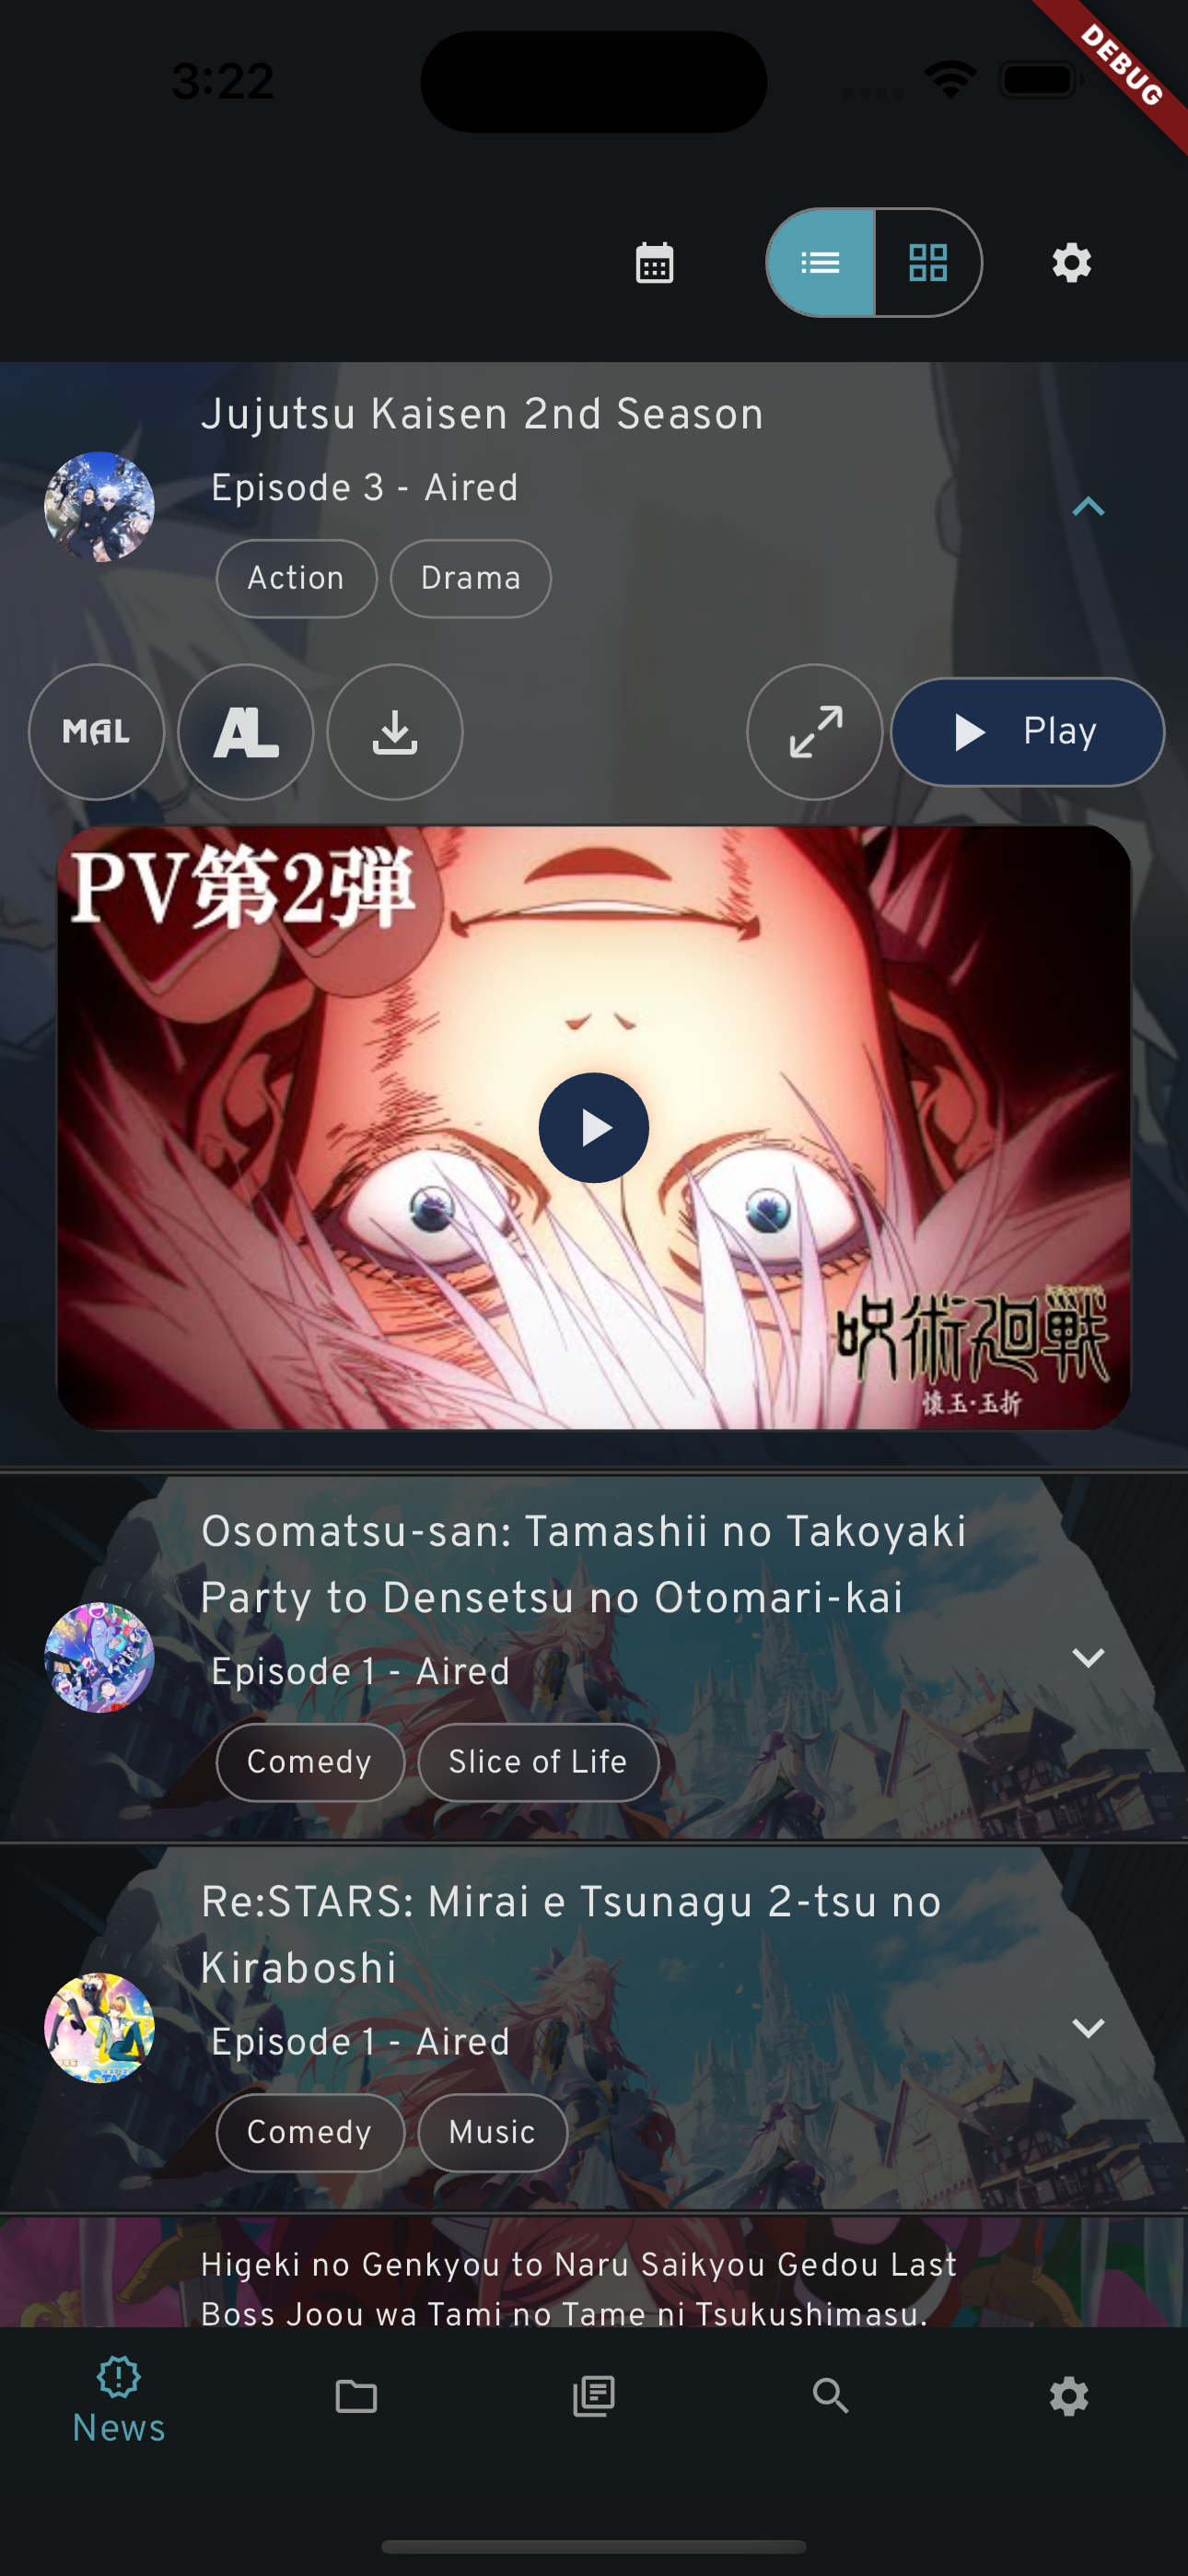 3:22
DEBUG
Jujutsu Kaisen 2nd Season
Episode 3 - Aired
Action
Drama
MAL
AL
Play
PV第2弾
呪術廻戦
懐玉・玉折
Osomatsu-san: Tamashii no Takoyaki
Party to Densetsu no Otomari-kai
Episode 1 - Aired
Comedy
Slice of Life
Re:STARS: Mirai e Tsunagu 2-tsu no
Kiraboshi
Episode 1 - Aired
Comedy
Music
Higeki no Genkyou to Naru Saikyou Gedou Last
Boss Joou wa Tami no Tame ni Tsukushimasu.
News